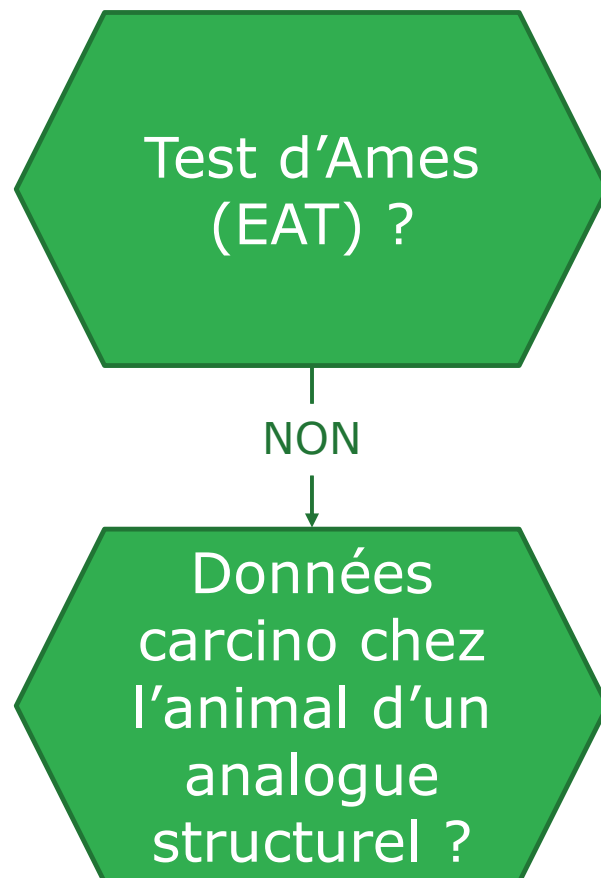 Test d’Ames
(EAT) ?
NON
Données
carcino chez
l’animal d’un
analogue
structurel ?